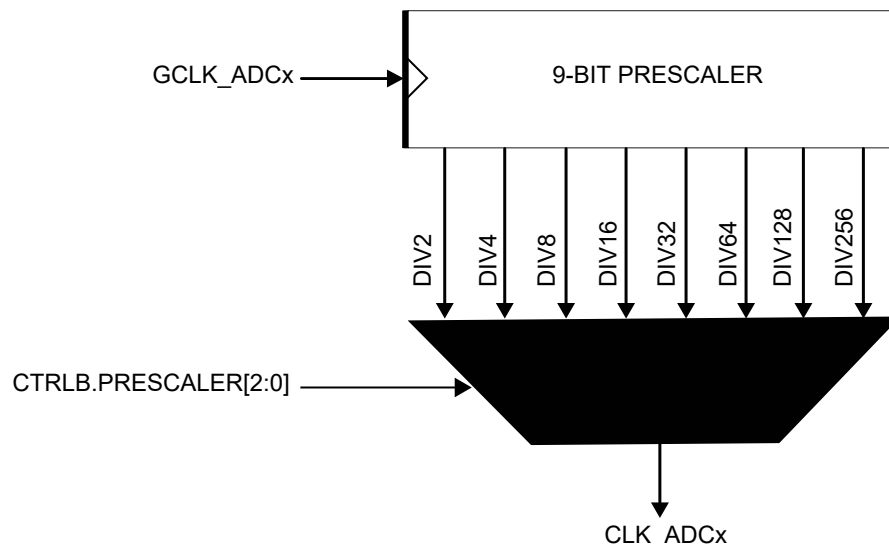 GCLK_ADCx
9-BIT PRESCALER
DIV2
DIV4
DIV8
DIV16
DIV32
DIV64
DIV128
DIV256
CTRLB.PRESCALER[2:0]
CLK_ADCx